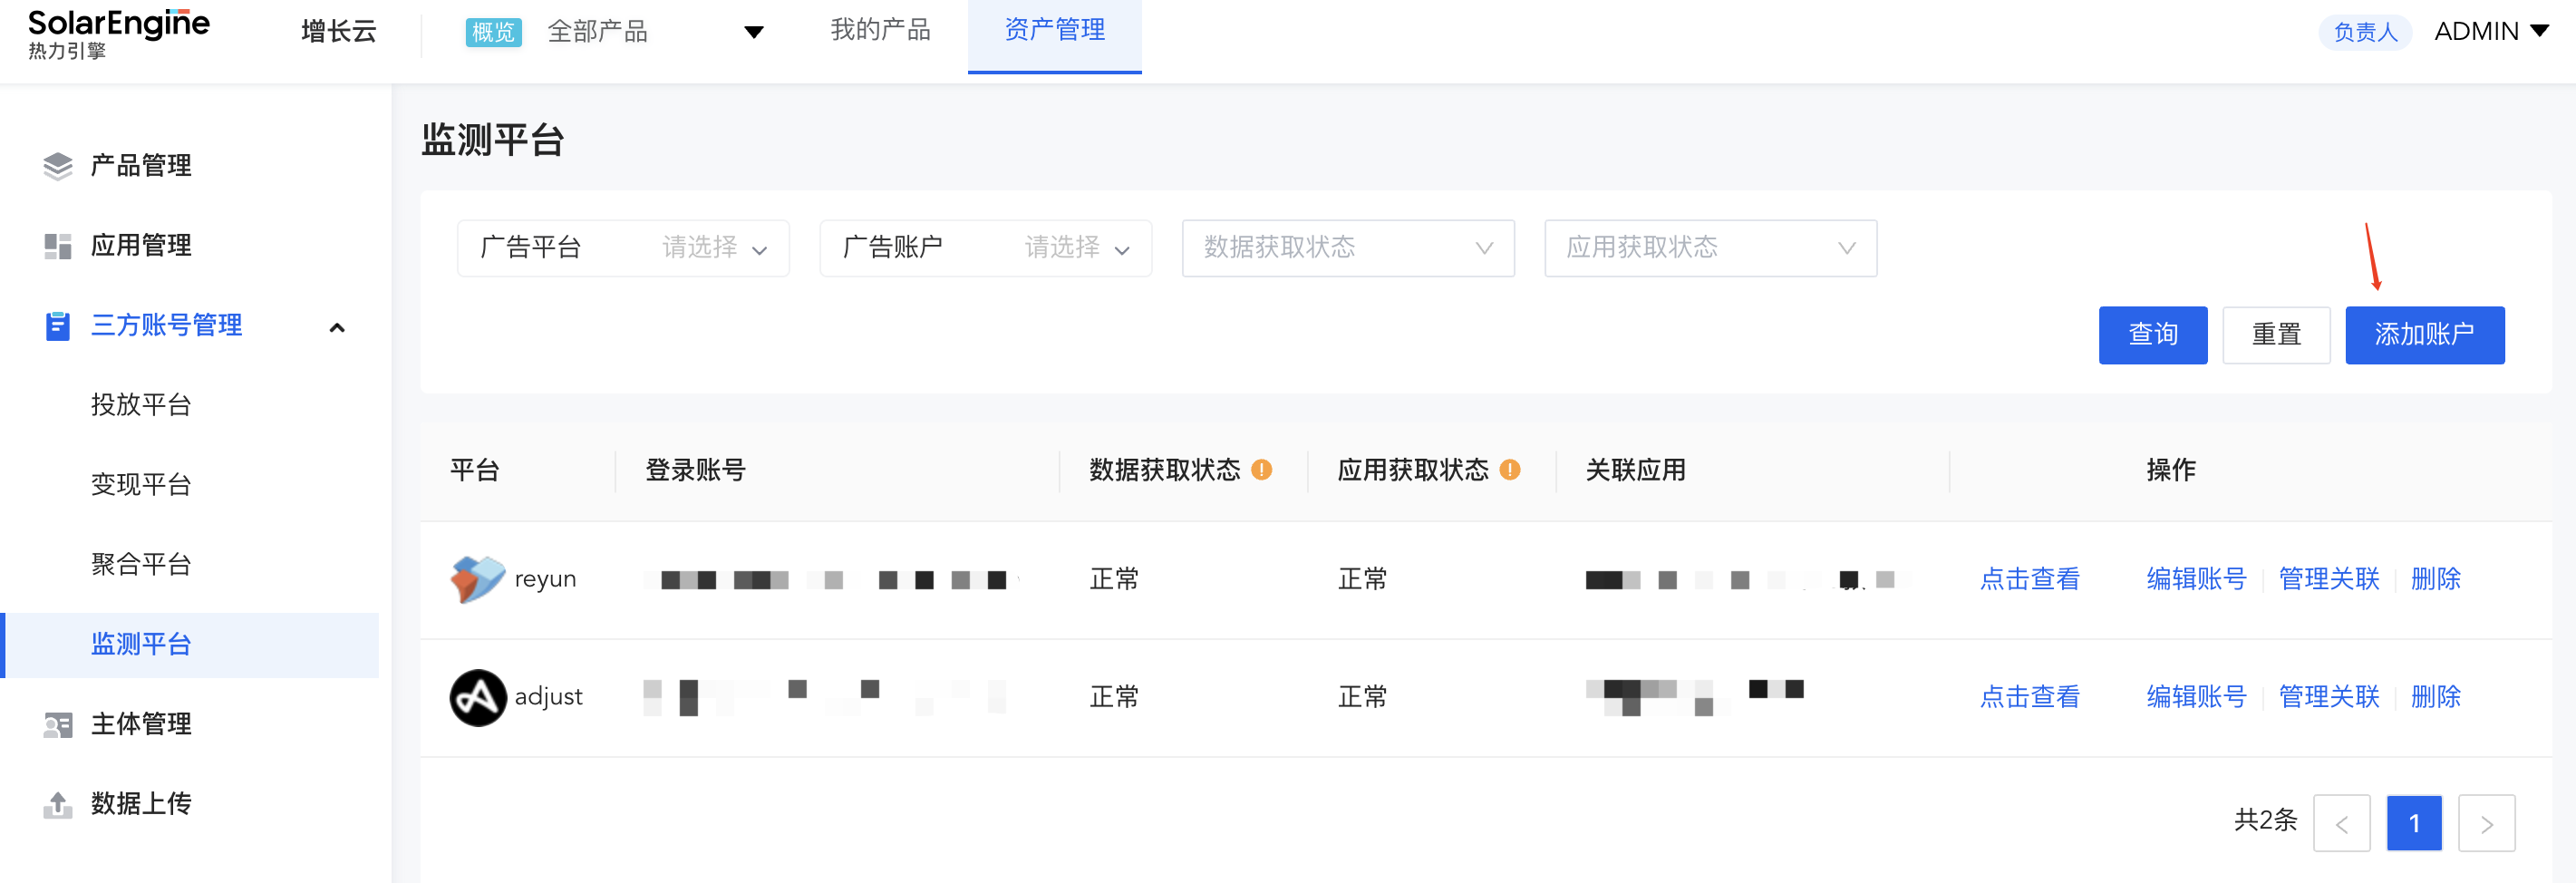 SolarEngine
热力引擎
增长云
概览 全部产品
我的产品
资产管理
负责人 ADMIN
产品管理
应用管理
三方账号管理
投放平台
变现平台
聚合平台
监测平台
主体管理
数据上传
监测平台
广告平台 请选择
广告账户 请选择
数据获取状态
应用获取状态
查询 重置 添加账户
平台 登录账号 数据获取状态 应用获取状态 关联应用 操作
reyun 正常 正常 点击查看 编辑账号 管理关联 删除
adjust 正常 正常 点击查看 编辑账号 管理关联 删除
共2条 < 1 >